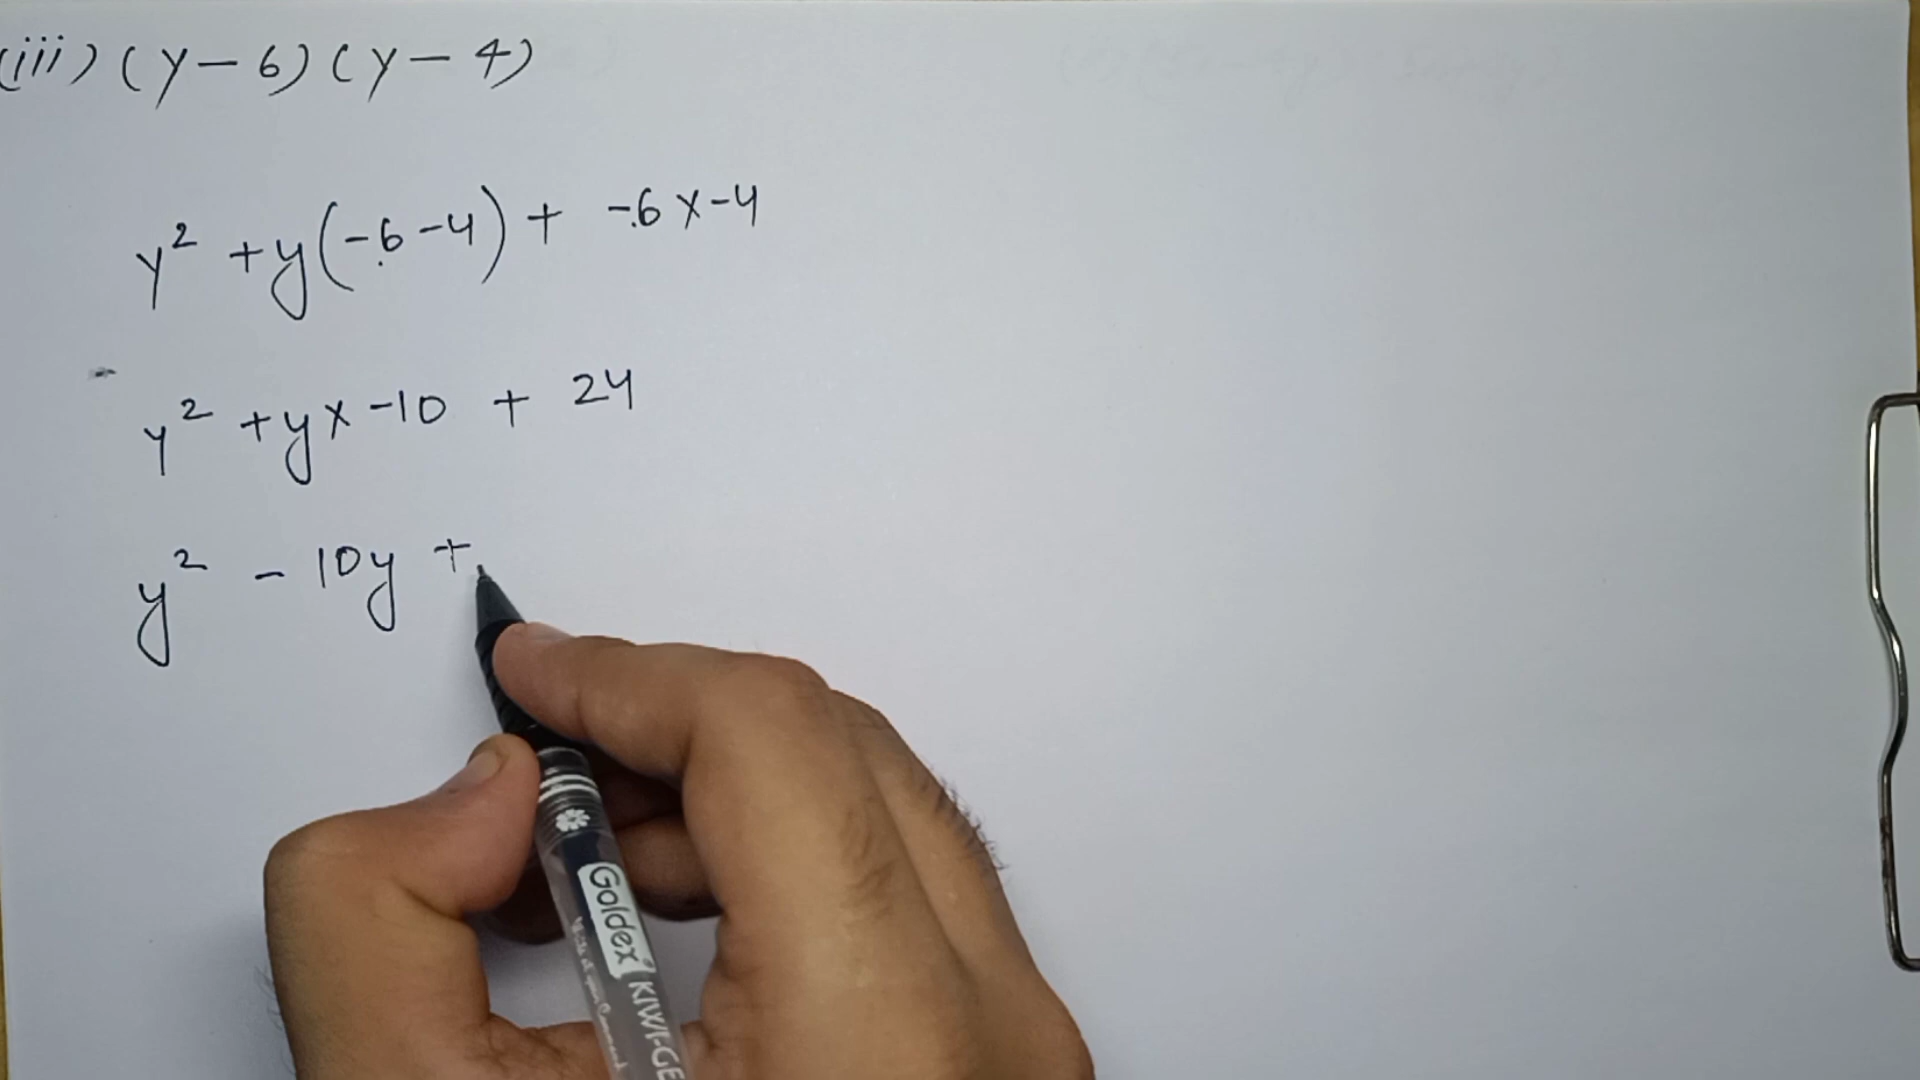 (iii) (y - 6) (y - 4)
y² + y(-6 - 4) + -6 x -4
y² + y x -10 + 24
y² - 10y +
Goldex KIWI-GE